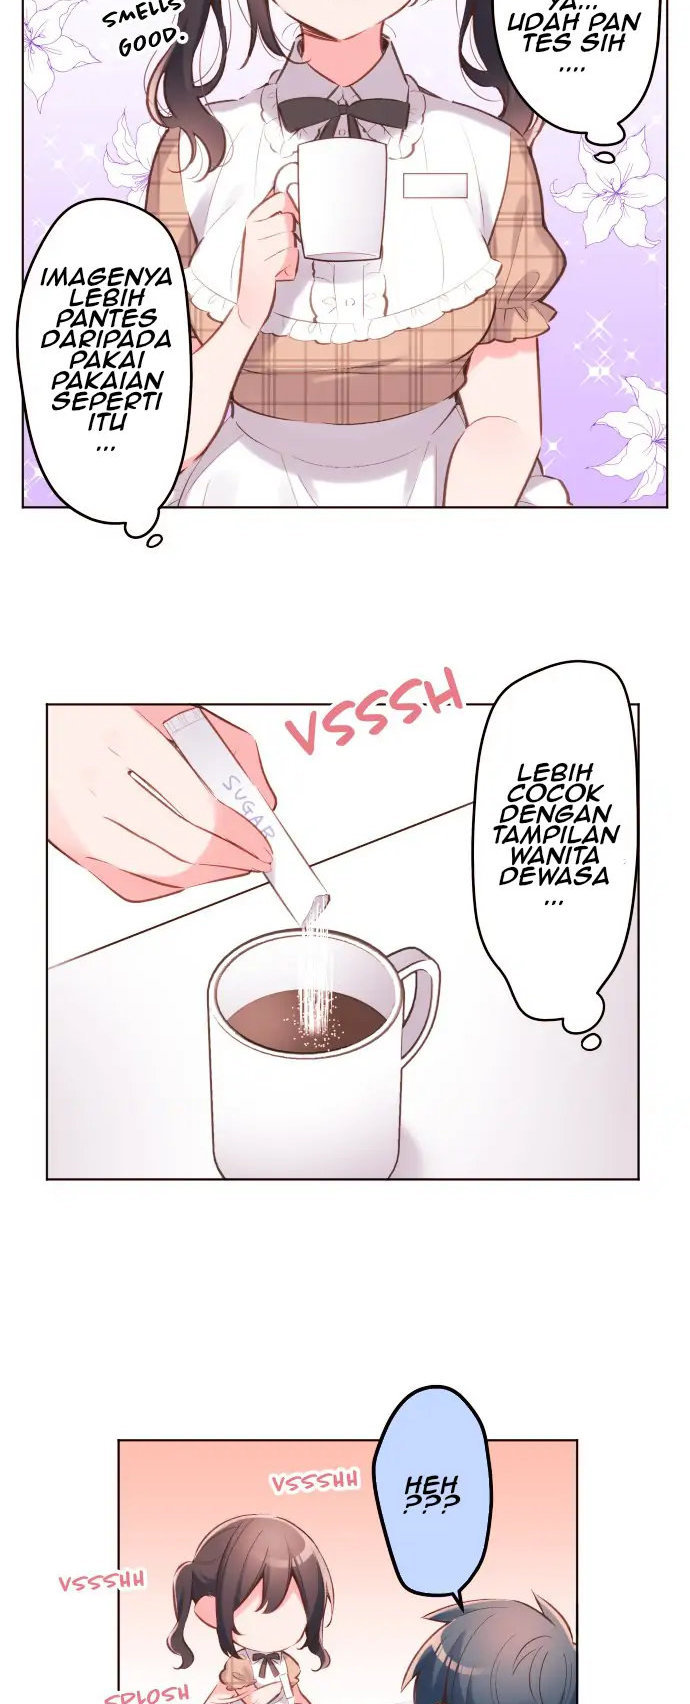 SMELLS
GOOD.
YA...
UDAH PAN
TES SIH
....
IMAGENYA
LEBIH
PANTES
DARIPADA
PAKAI
PAKAIAN
SEPERTI
ITU
...
VSSSH
SUGAR
LEBIH
COCOK
DENGAN
TAMPILAN
WANITA
DEWASA
...
VSSSHH
HEH
???
VSSSHH
SPLOSH